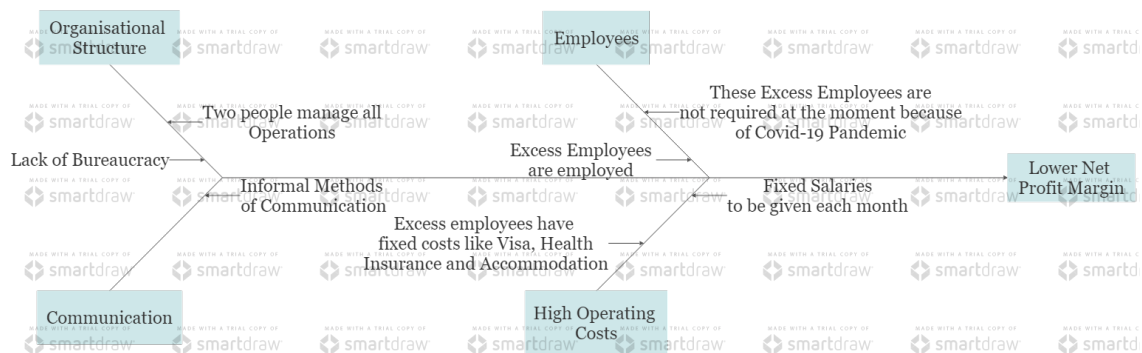 Organisational
Structure
Employees
Two people manage all
Operations
These Excess Employees are
not required at the moment because
of Covid-19 Pandemic
Lack of Bureaucracy
Excess Employees
are employed
Lower Net
Profit Margin
Informal Methods
of Communication
Fixed Salaries
to be given each month
Excess employees have
fixed costs like Visa, Health
Insurance and Accommodation
Communication
High Operating
Costs
MADE WITH A TRIAL COPY OF
smartdraw